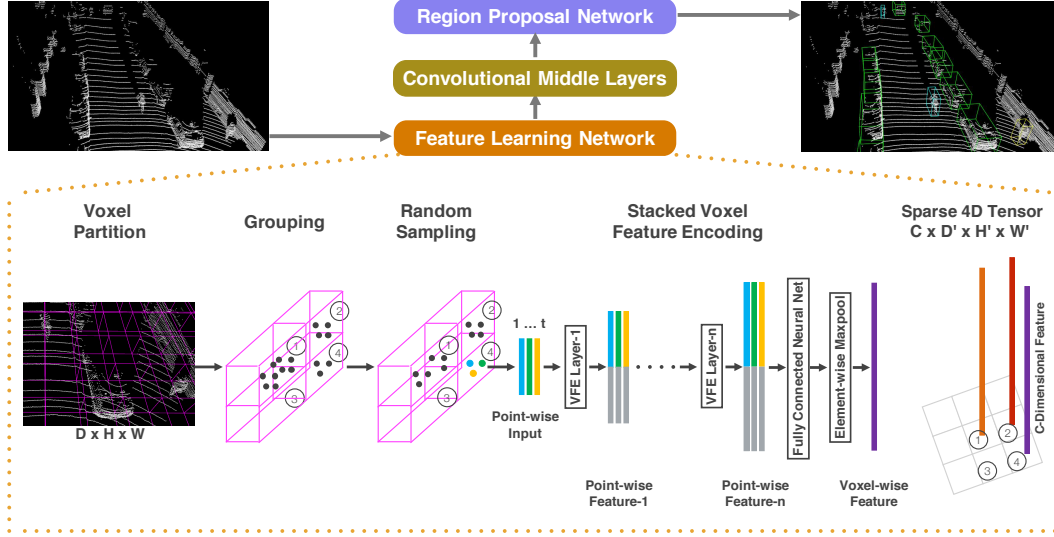 Region Proposal Network
Convolutional Middle Layers
Feature Learning Network
Voxel
Partition
Grouping
Random
Sampling
Stacked Voxel
Feature Encoding
Sparse 4D Tensor
C x D' x H' x W'
D x H x W
1
2
3
4
1
2
3
4
1 ... t
Point-wise
Input
VFE Layer-1
Point-wise
Feature-1
VFE Layer-n
Point-wise
Feature-n
Fully Connected Neural Net
Element-wise Maxpool
Voxel-wise
Feature
C-Dimensional Feature
1
2
3
4